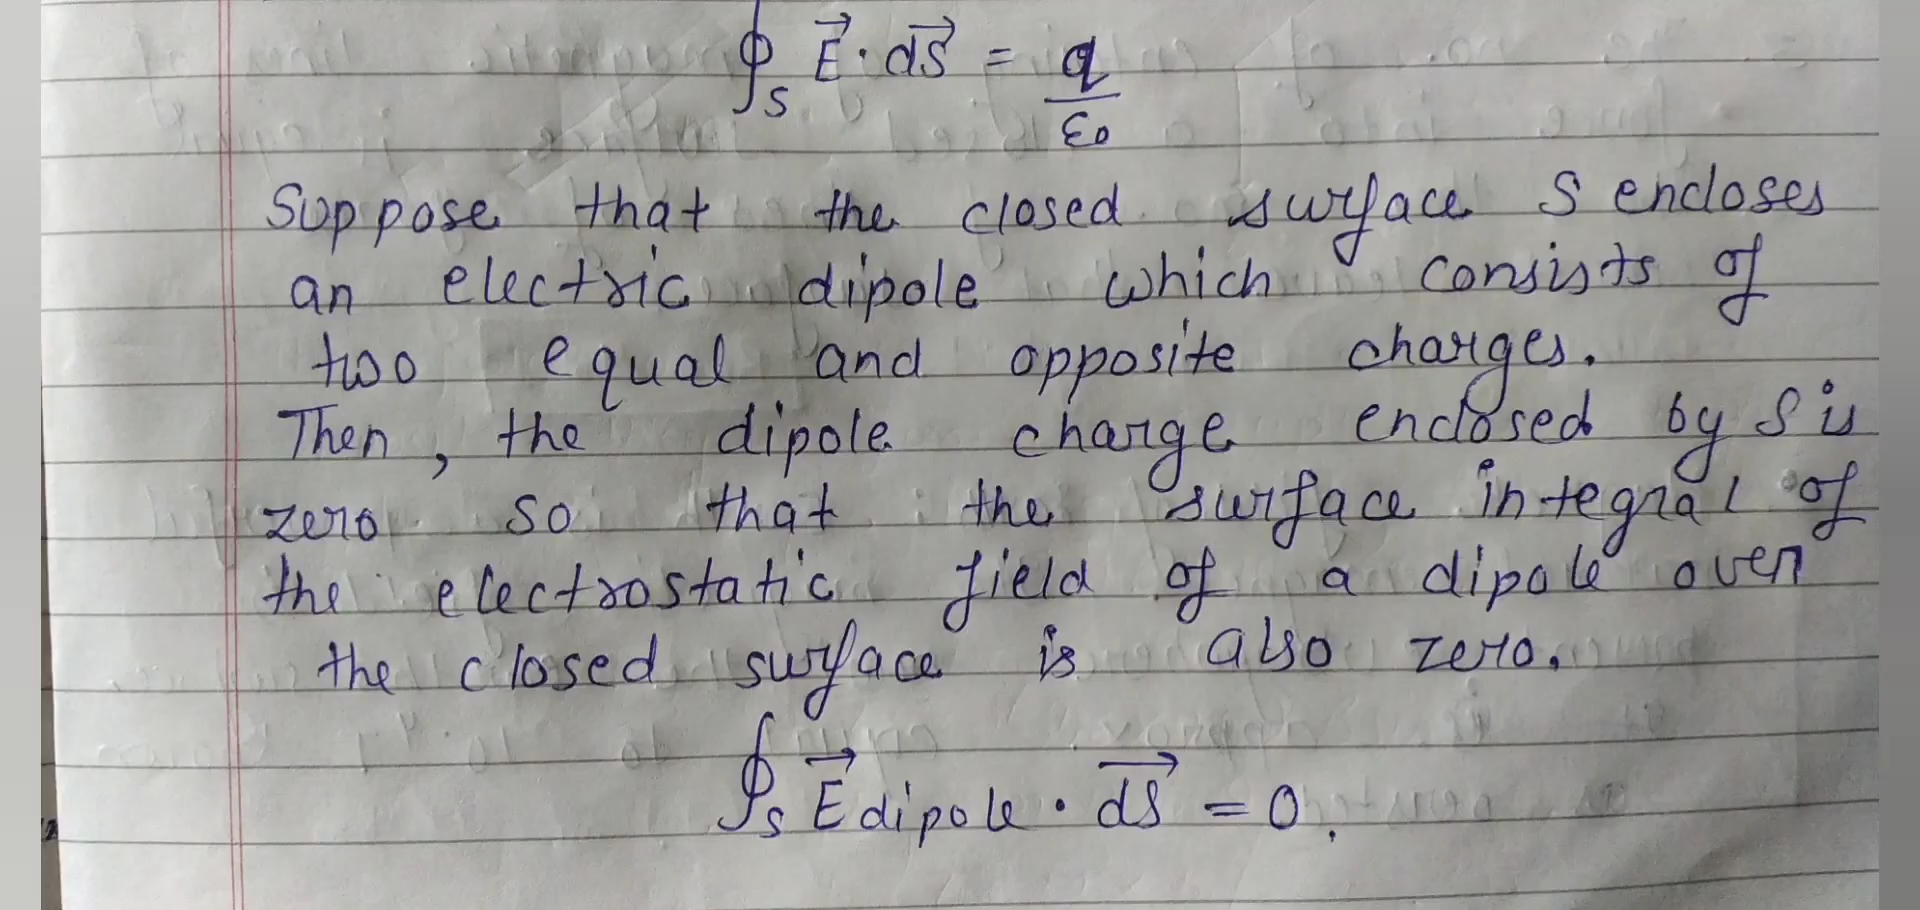 ∮S E⃗ · dS⃗ = q/ε0
Suppose that the closed surface S encloses
an electric dipole which consists of
two equal and opposite charges.
Then, the dipole charge enclosed by S is
zero so that the surface integral of
the electrostatic field of a dipole over
the closed surface is also zero.
∮S E⃗ dipole · dS⃗ = 0.